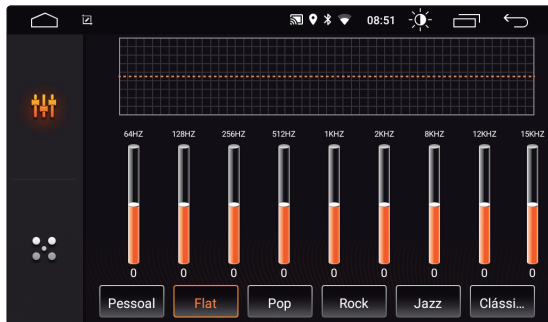 08:51
64HZ 128HZ 256HZ 512HZ 1KHZ 2KHZ 8KHZ 12KHZ 15KHZ
0 0 0 0 0 0 0 0 0
Pessoal Flat Pop Rock Jazz Clássi...